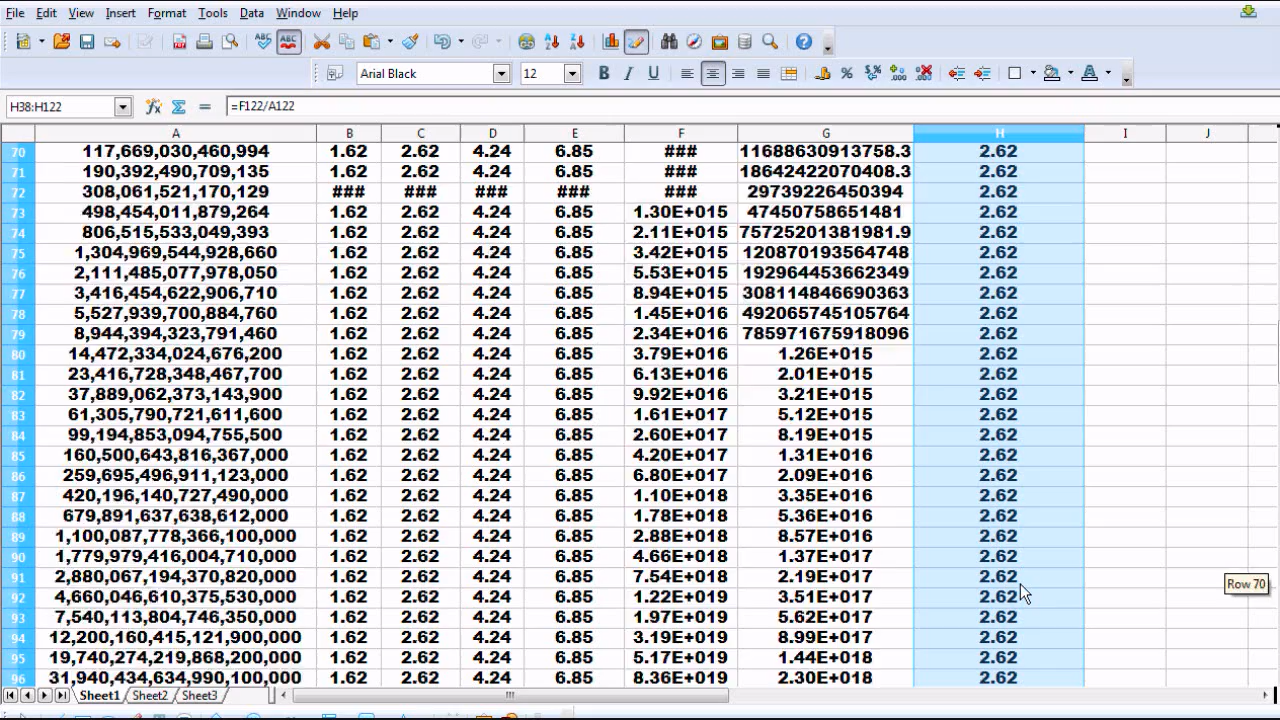 File Edit View Insert Format Tools Data Window Help
Arial Black 12
H38:H122 =F122/A122
A B C D E F G H I J
70 117,669,030,460,994 1.62 2.62 4.24 6.85 ### 11688630913758.3 2.62
71 190,392,490,709,135 1.62 2.62 4.24 6.85 ### 18642422070408.3 2.62
72 308,061,521,170,129 ### ### ### ### ### 29739226450394 2.62
73 498,454,011,879,264 1.62 2.62 4.24 6.85 1.30E+015 47450758651481 2.62
74 806,515,533,049,393 1.62 2.62 4.24 6.85 2.11E+015 75725201381981.9 2.62
75 1,304,969,544,928,660 1.62 2.62 4.24 6.85 3.42E+015 120870193564748 2.62
76 2,111,485,077,978,050 1.62 2.62 4.24 6.85 5.53E+015 192964453662349 2.62
77 3,416,454,622,906,710 1.62 2.62 4.24 6.85 8.94E+015 308114846690363 2.62
78 5,527,939,700,884,760 1.62 2.62 4.24 6.85 1.45E+016 492065745105764 2.62
79 8,944,394,323,791,460 1.62 2.62 4.24 6.85 2.34E+016 785971675918096 2.62
80 14,472,334,024,676,200 1.62 2.62 4.24 6.85 3.79E+016 1.26E+015 2.62
81 23,416,728,348,467,700 1.62 2.62 4.24 6.85 6.13E+016 2.01E+015 2.62
82 37,889,062,373,143,900 1.62 2.62 4.24 6.85 9.92E+016 3.21E+015 2.62
83 61,305,790,721,611,600 1.62 2.62 4.24 6.85 1.61E+017 5.12E+015 2.62
84 99,194,853,094,755,500 1.62 2.62 4.24 6.85 2.60E+017 8.19E+015 2.62
85 160,500,643,816,367,000 1.62 2.62 4.24 6.85 4.20E+017 1.31E+016 2.62
86 259,695,496,911,123,000 1.62 2.62 4.24 6.85 6.80E+017 2.09E+016 2.62
87 420,196,140,727,490,000 1.62 2.62 4.24 6.85 1.10E+018 3.35E+016 2.62
88 679,891,637,638,612,000 1.62 2.62 4.24 6.85 1.78E+018 5.36E+016 2.62
89 1,100,087,778,366,100,000 1.62 2.62 4.24 6.85 2.88E+018 8.57E+016 2.62
90 1,779,979,416,004,710,000 1.62 2.62 4.24 6.85 4.66E+018 1.37E+017 2.62
91 2,880,067,194,370,820,000 1.62 2.62 4.24 6.85 7.54E+018 2.19E+017 2.62
92 4,660,046,610,375,530,000 1.62 2.62 4.24 6.85 1.22E+019 3.51E+017 2.62
93 7,540,113,804,746,350,000 1.62 2.62 4.24 6.85 1.97E+019 5.62E+017 2.62
94 12,200,160,415,121,900,000 1.62 2.62 4.24 6.85 3.19E+019 8.99E+017 2.62
95 19,740,274,219,868,200,000 1.62 2.62 4.24 6.85 5.17E+019 1.44E+018 2.62
96 31,940,434,634,990,100,000 1.62 2.62 4.24 6.85 8.36E+019 2.30E+018 2.62
Row 70
Sheet1 Sheet2 Sheet3